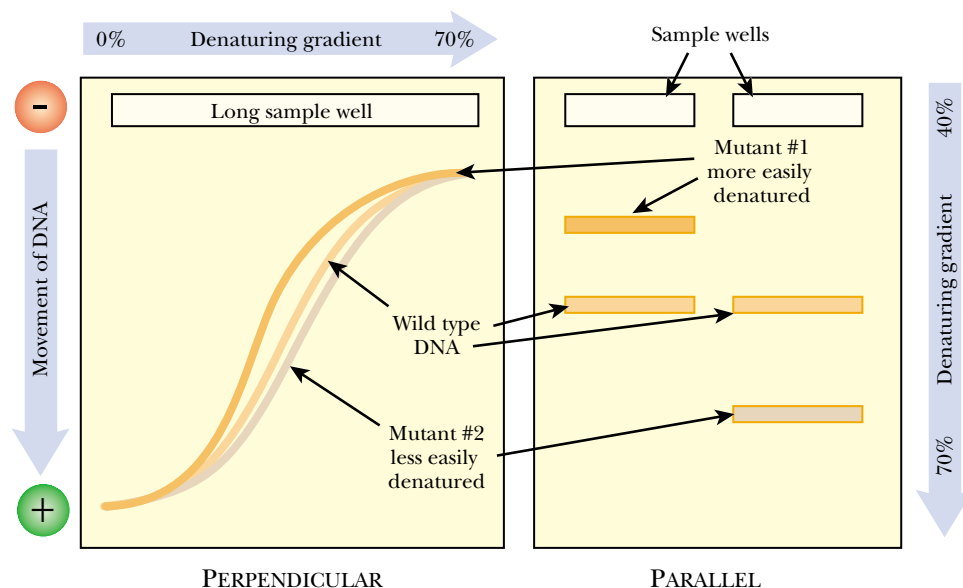 0% Denaturing gradient 70%
Sample wells
-
Long sample well
40%
Mutant #1
more easily
denatured
Movement of DNA
Denaturing gradient
Wild type
DNA
Mutant #2
less easily
denatured
70%
+
PERPENDICULAR
PARALLEL